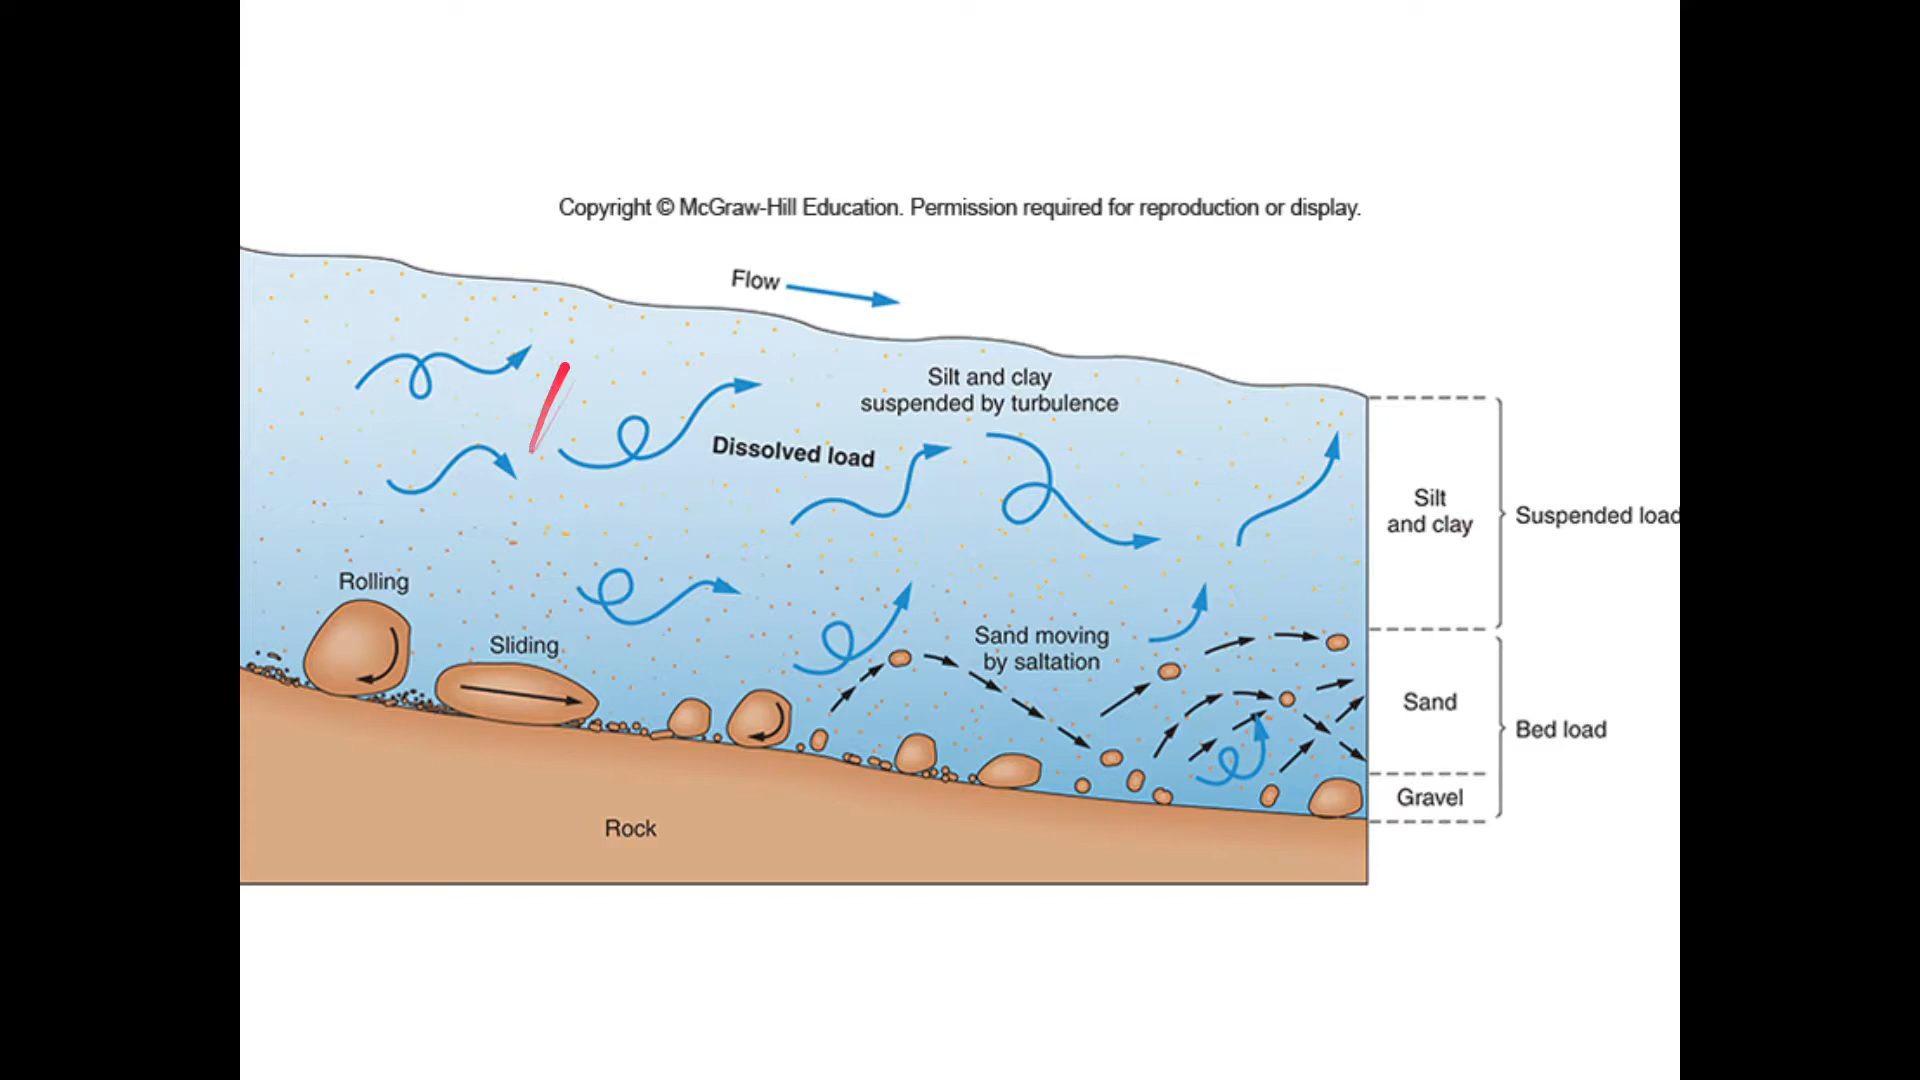 Copyright © McGraw-Hill Education. Permission required for reproduction or display.
Flow
Silt and clay
suspended by turbulence
Dissolved load
Silt
and clay
Suspended load
Rolling
Sliding
Sand moving
by saltation
Sand
Bed load
Gravel
Rock